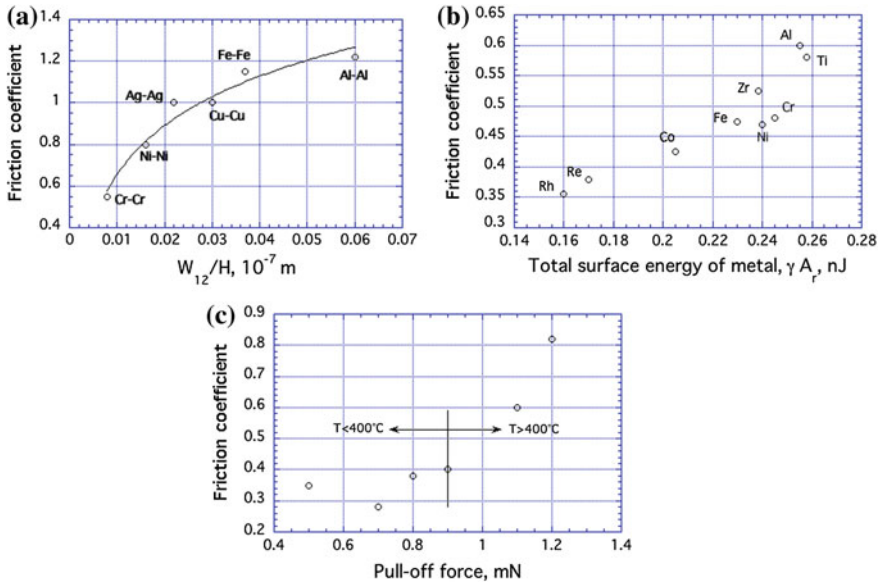 (a)
Friction coefficient
1.4
1.2
1
0.8
0.6
0.4
Fe-Fe
Al-Al
Ag-Ag
Cu-Cu
Ni-Ni
Cr-Cr
0 0.01 0.02 0.03 0.04 0.05 0.06 0.07
W12/H, 10-7 m
(b)
Friction coefficient
0.65
0.6
0.55
0.5
0.45
0.4
0.35
0.3
Al
Ti
Zr
Cr
Fe
Ni
Co
Re
Rh
0.14 0.16 0.18 0.2 0.22 0.24 0.26 0.28
Total surface energy of metal, γ Ar, nJ
(c)
Friction coefficient
0.9
0.8
0.7
0.6
0.5
0.4
0.3
0.2
T<400°C T>400°C
0.4 0.6 0.8 1 1.2 1.4
Pull-off force, mN